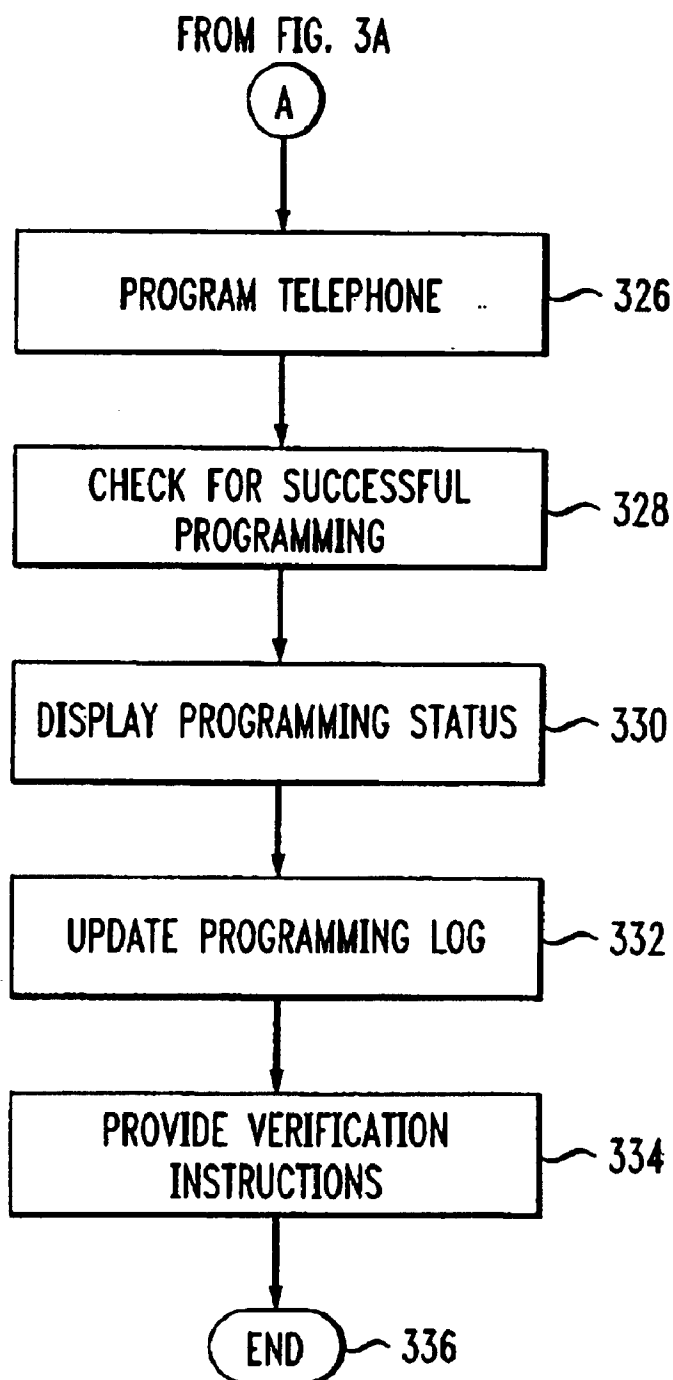 FROM FIG. 3A
A
PROGRAM TELEPHONE
326
CHECK FOR SUCCESSFUL
PROGRAMMING
328
DISPLAY PROGRAMMING STATUS
330
UPDATE PROGRAMMING LOG
332
PROVIDE VERIFICATION
INSTRUCTIONS
334
END
336